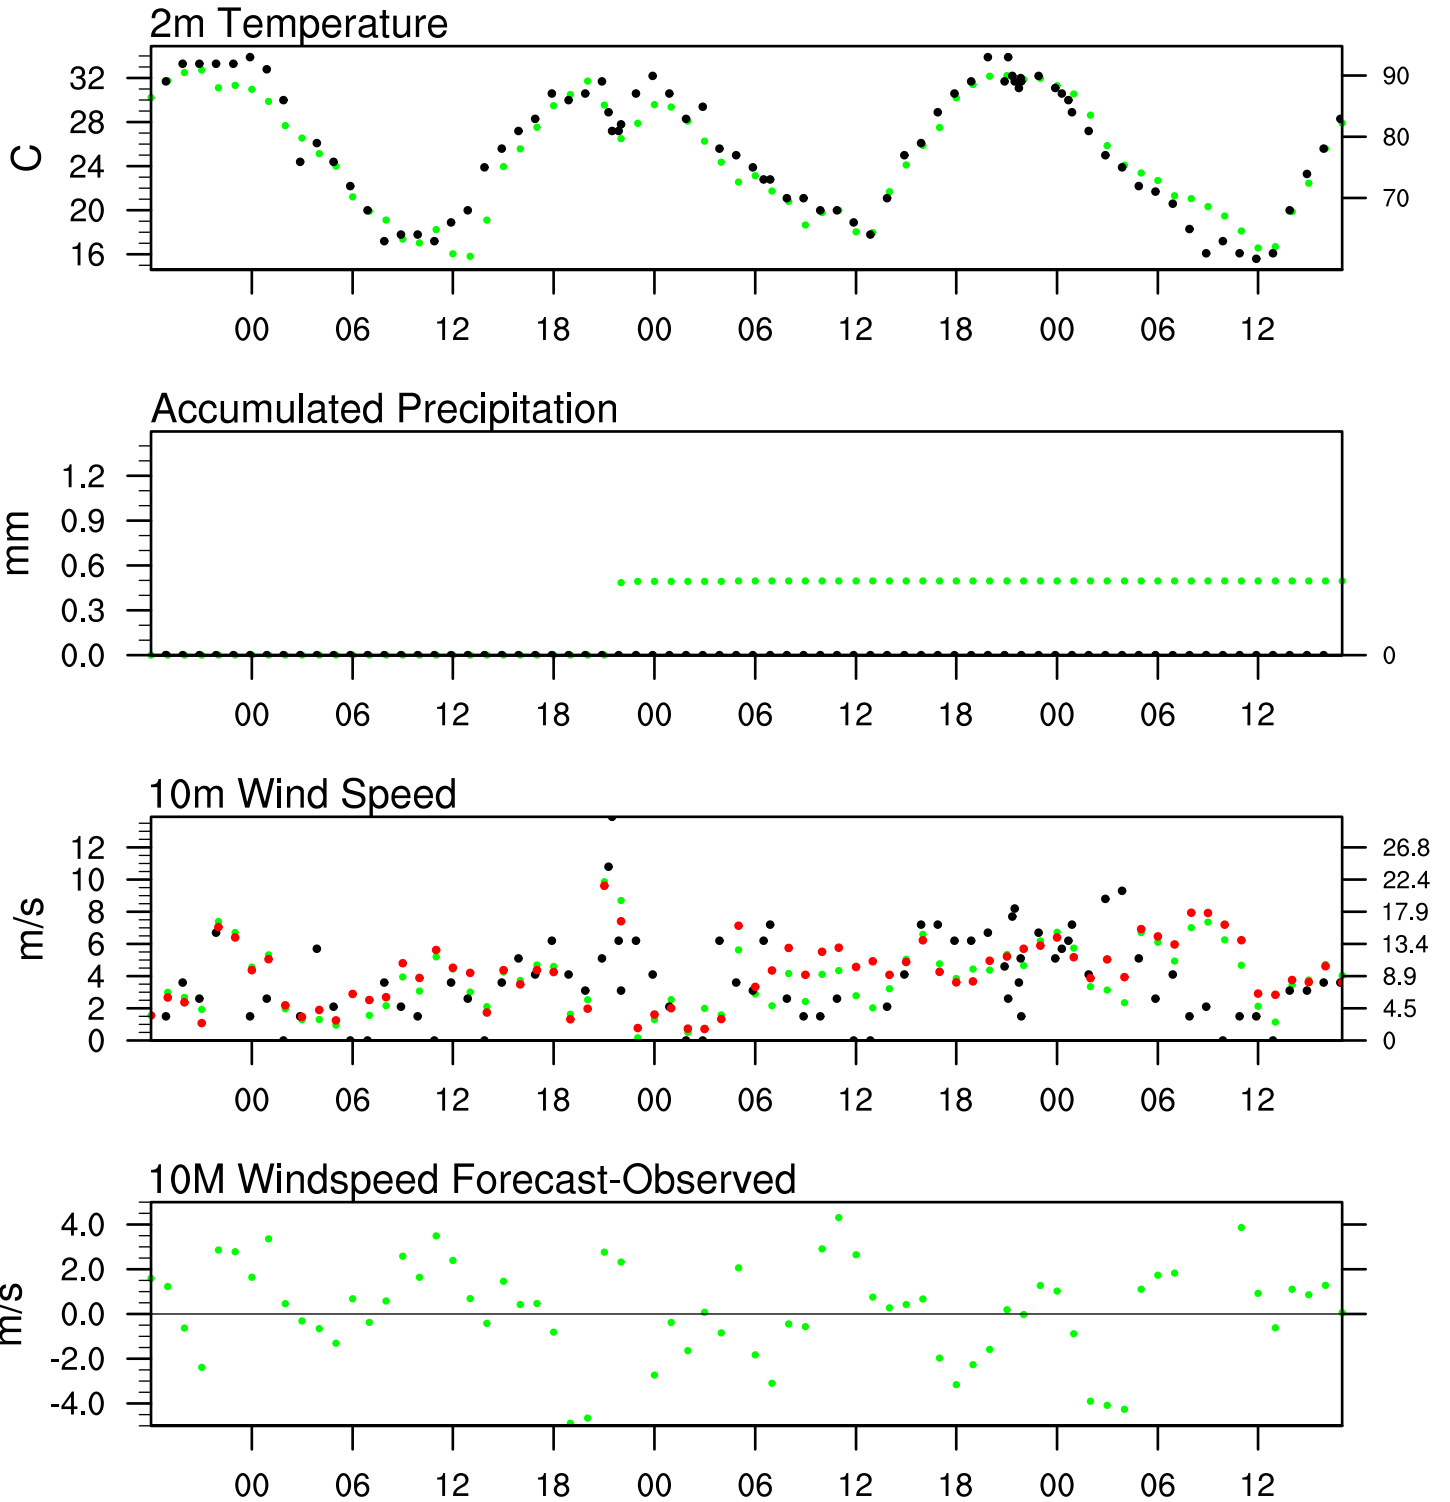 2m Temperature
32
28
24
20
16
C
90
80
70
00 06 12 18 00 06 12 18 00 06 12
Accumulated Precipitation
1.2
0.9
0.6
0.3
0.0
mm
0
00 06 12 18 00 06 12 18 00 06 12
10m Wind Speed
12
10
8
6
4
2
0
m/s
26.8
22.4
17.9
13.4
8.9
4.5
0
00 06 12 18 00 06 12 18 00 06 12
10M Windspeed Forecast-Observed
4.0
2.0
0.0
-2.0
-4.0
m/s
00 06 12 18 00 06 12 18 00 06 12